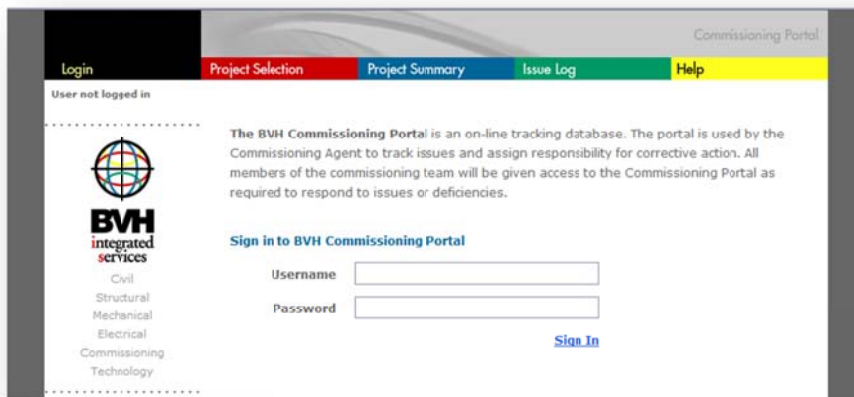 Commissioning Portal
Login Project Selection Project Summary Issue Log Help
User not logged in
The BVH Commissioning Portal is an on-line tracking database. The portal is used by the
Commissioning Agent to track issues and assign responsibility for corrective action. All
members of the commissioning team will be given access to the Commissioning Portal as
required to respond to issues or deficiencies.
BVH
integrated
services
Civil
Structural
Mechanical
Electrical
Commissioning
Technology
Sign in to BVH Commissioning Portal
Username
Password
Sign In